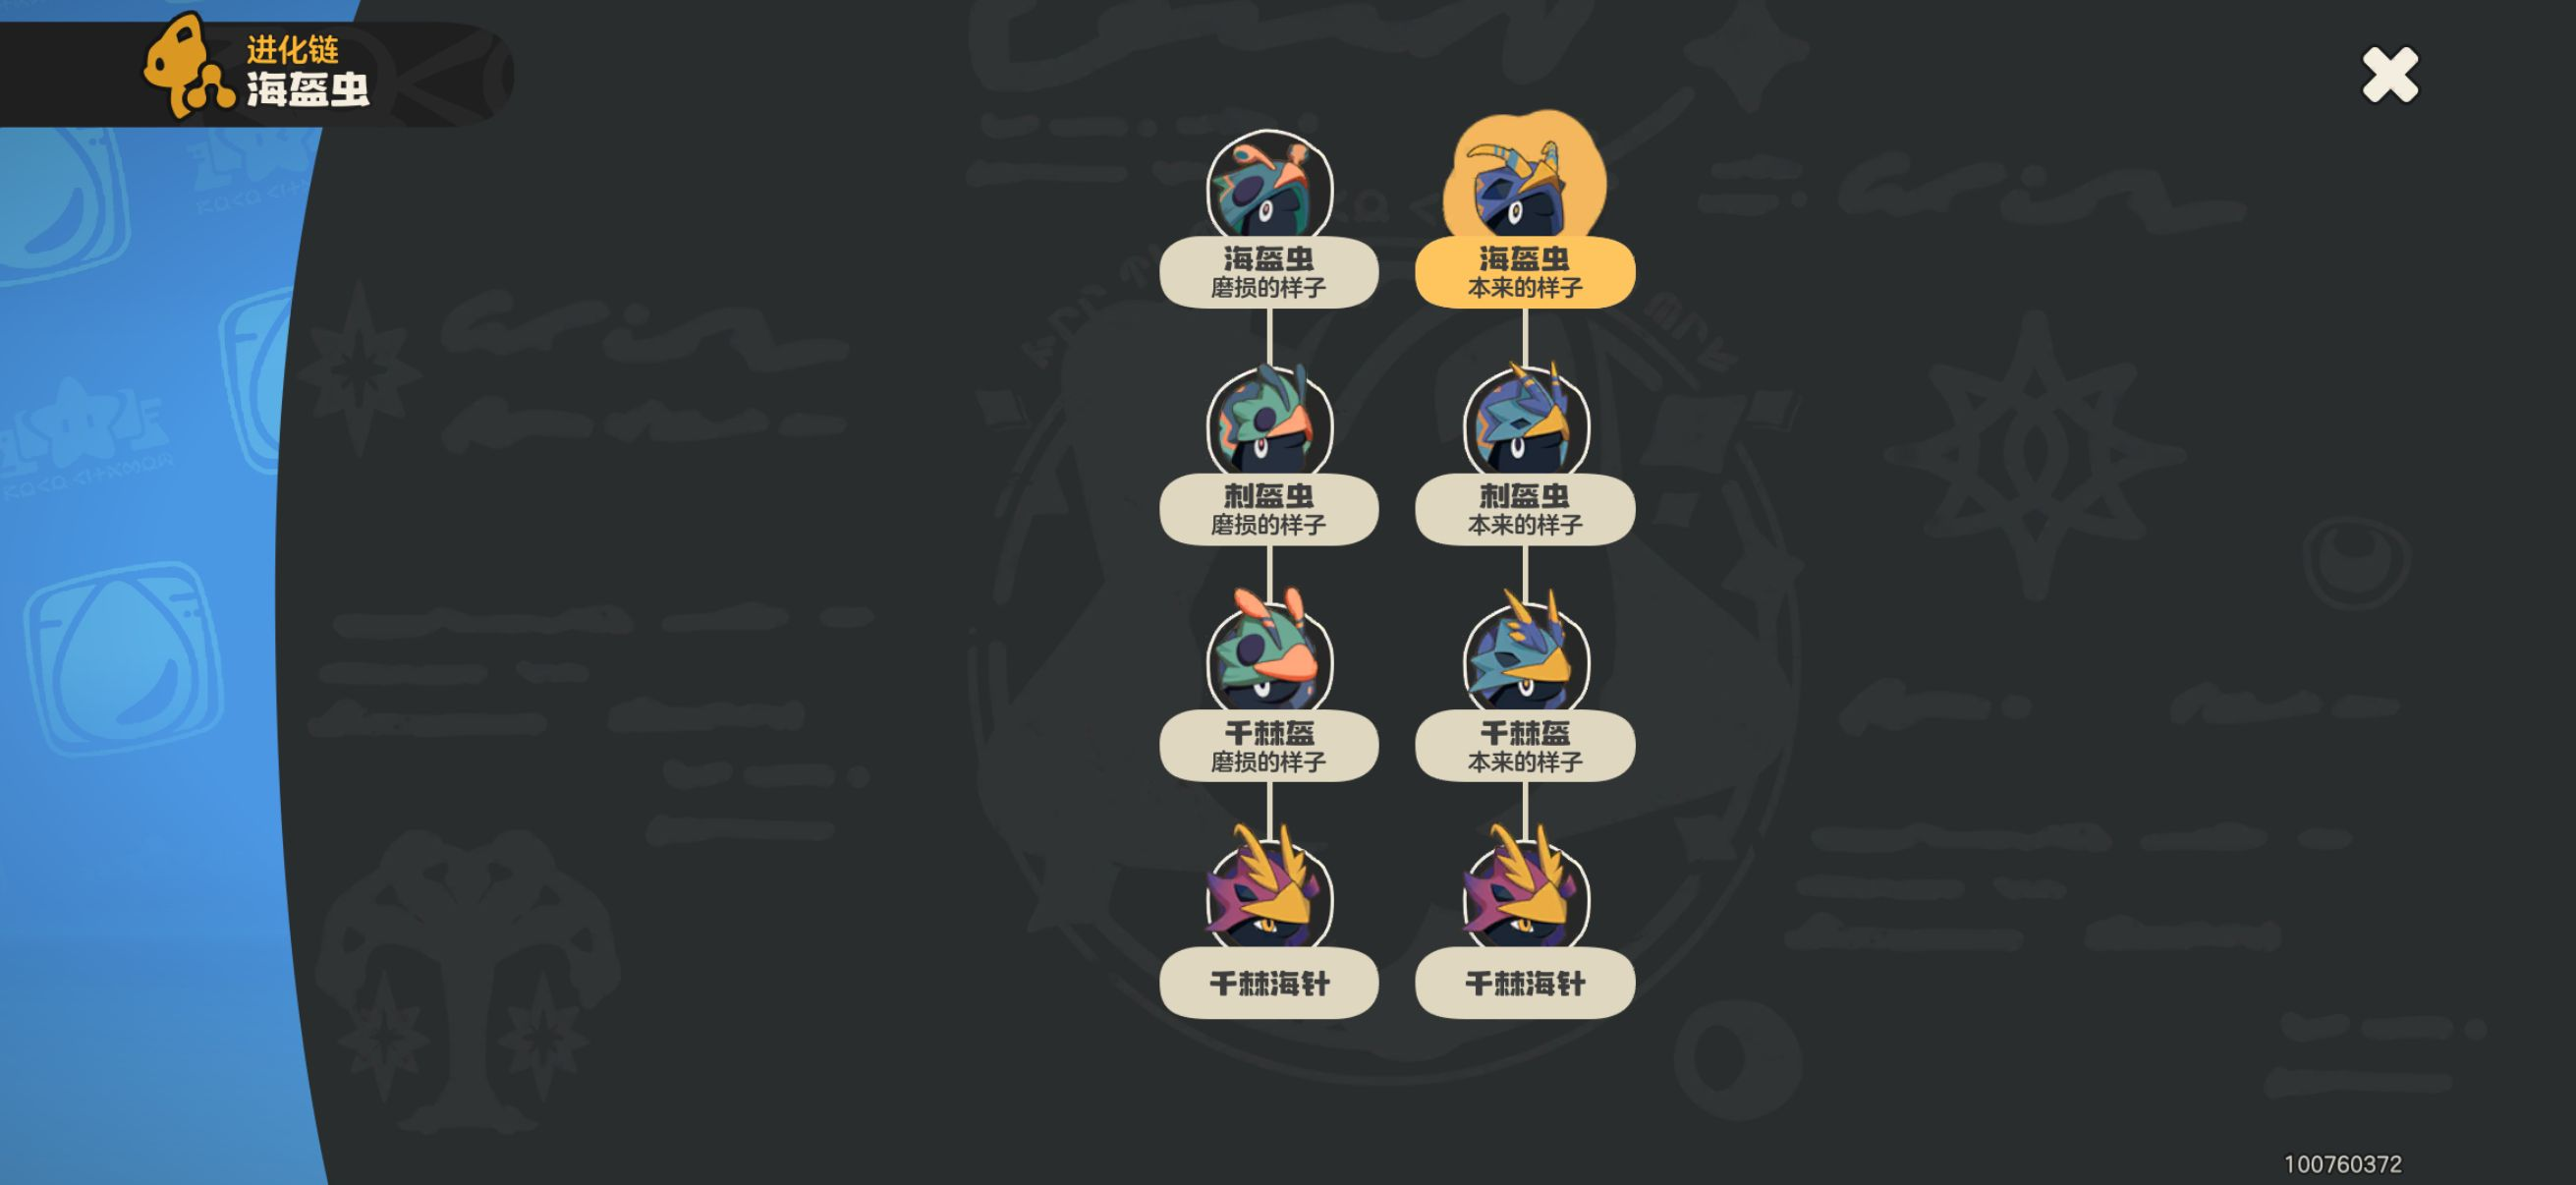 进化链
海盔虫
海盔虫
磨损的样子
海盔虫
本来的样子
刺盔虫
磨损的样子
刺盔虫
本来的样子
千棘盔
磨损的样子
千棘盔
本来的样子
千棘海针
千棘海针
100760372